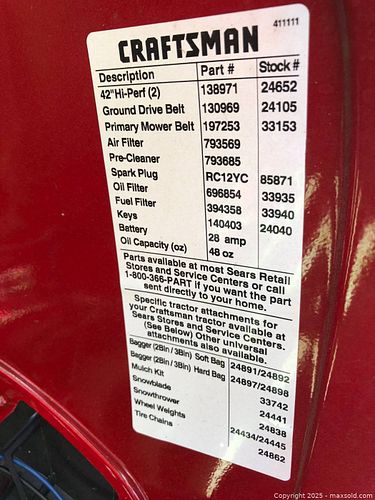 411111
CRAFTSMAN
Description Part # Stock #
42"Hi-Perf (2) 138971 24652
Ground Drive Belt 130969 24105
Primary Mower Belt 197253 33153
Air Filter 793569
Pre-Cleaner 793685
Spark Plug RC12YC 85871
Oil Filter 696854 33935
Fuel Filter 394358 33940
Keys 140403 24040
Battery 28 amp
Oil Capacity (oz) 48 oz
Parts available at most Sears Retail
Stores and Service Centers or call
1-800-366-PART if you want the part
sent directly to your home.
Specific tractor attachments for
your Craftsman tractor available at
Sears Stores and Service Centers.
(See Below) Other universal
attachments also available.
Bagger (2Bin / 3Bin) Soft Bag 24891/24892
Bagger (2Bin / 3Bin) Hard Bag 24897/24898
Mulch Kit 33742
Snowblade 24441
Snowthrower 24838
Wheel Weights 24434/24445
Tire Chains 24862
Copyright © 2025 - maxsold.com